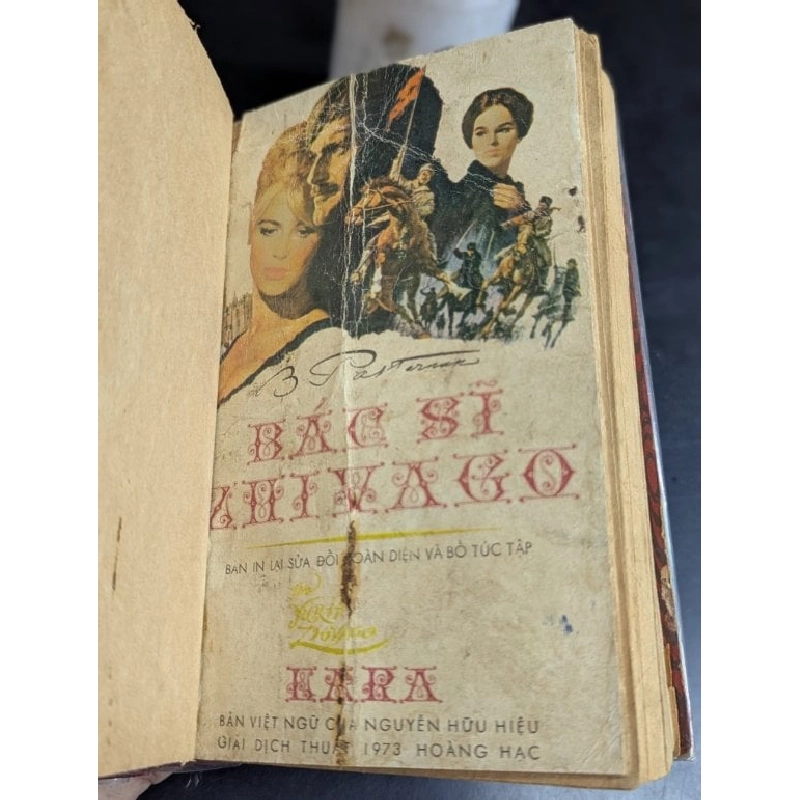 B Pasternak
BÁC SĨ
ZHIVAGO
BẢN IN LẠI SỬA ĐỔI TOÀN DIỆN VÀ BỔ TÚC TẬP
LARA
BẢN VIỆT NGỮ CỦA NGUYỄN HỮU HIỆU
GIẢI DỊCH THUẬT 1973 HOÀNG HẠC